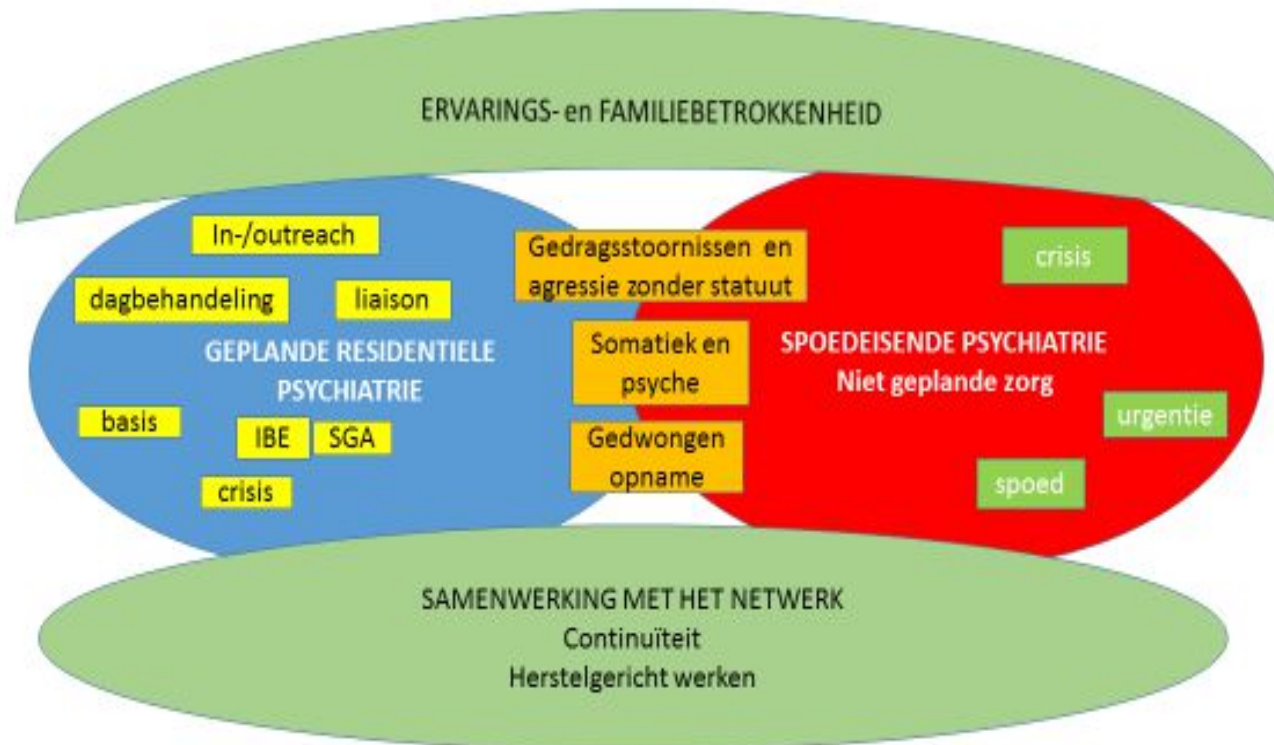 ERVARINGS- en FAMILIEBETROKKENHEID
In-/outreach
dagbehandeling
liaison
GEPLANDE RESIDENTIELE
PSYCHIATRIE
basis
IBE
SGA
crisis
Gedragsstoornissen en
agressie zonder statuut
Somatiek en
psyche
Gedwongen
opname
crisis
SPOEDEISENDE PSYCHIATRIE
Niet geplande zorg
urgentie
spoed
SAMENWERKING MET HET NETWERK
Continuïteit
Herstelgericht werken